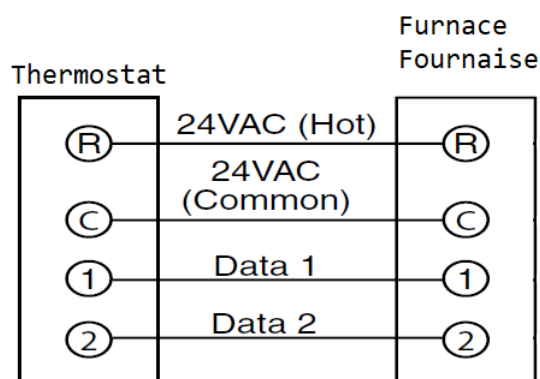 Furnace
Fournaise
Thermostat
R 24VAC (Hot) R
24VAC
(Common)
C C
1 Data 1 1
2 Data 2 2